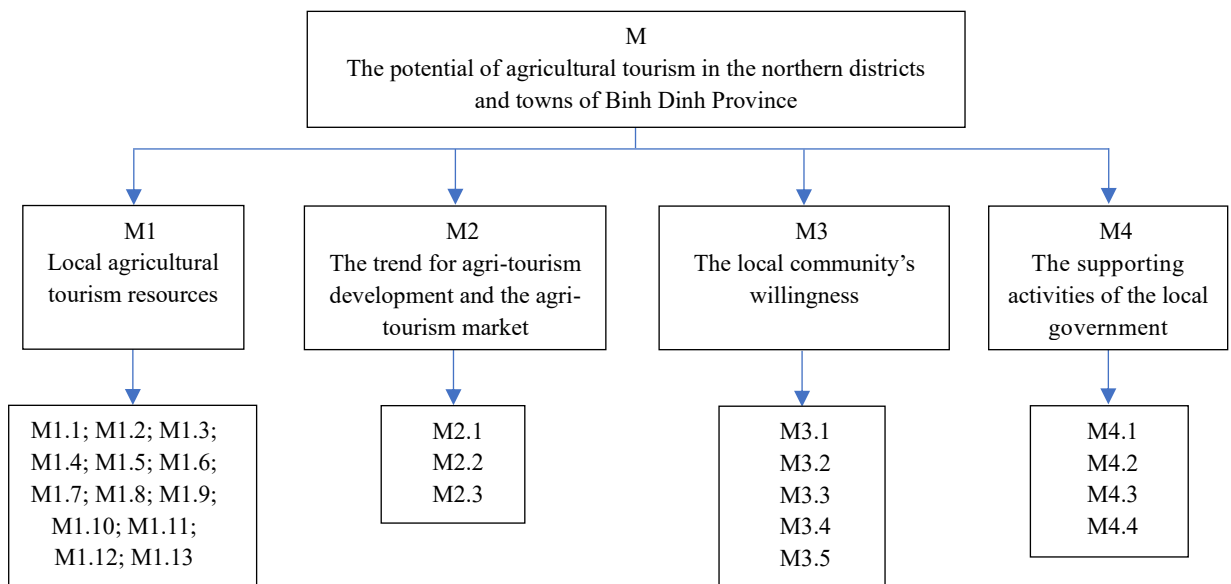 M
The potential of agricultural tourism in the northern districts
and towns of Binh Dinh Province
M1
Local agricultural
tourism resources
M2
The trend for agri-tourism
development and the agri-
tourism market
M3
The local community’s
willingness
M4
The supporting
activities of the local
government
M1.1; M1.2; M1.3;
M1.4; M1.5; M1.6;
M1.7; M1.8; M1.9;
M1.10; M1.11;
M1.12; M1.13
M2.1
M2.2
M2.3
M3.1
M3.2
M3.3
M3.4
M3.5
M4.1
M4.2
M4.3
M4.4